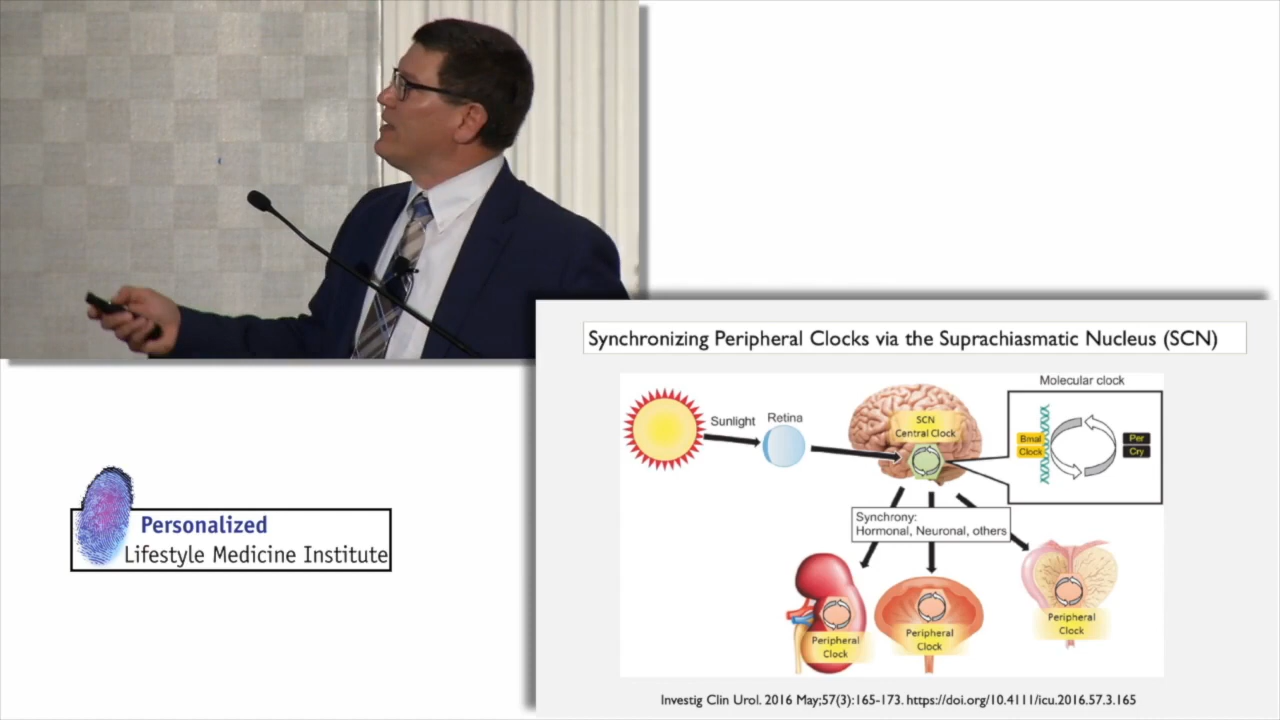 Synchronizing Peripheral Clocks via the Suprachiasmatic Nucleus (SCN)
Molecular clock
Sunlight
Retina
SCN
Central Clock
Bmal
Clock
Per
Cry
Synchrony:
Hormonal, Neuronal, others
Peripheral
Clock
Peripheral
Clock
Peripheral
Clock
Investig Clin Urol. 2016 May;57(3):165-173. https://doi.org/10.4111/icu.2016.57.3.165
Personalized
Lifestyle Medicine Institute